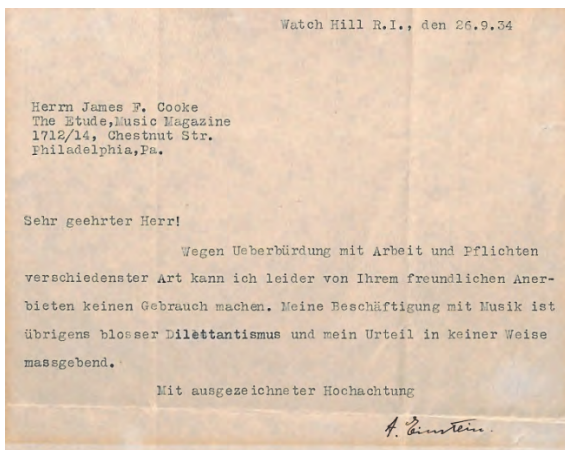 Watch Hill R.I., den 26.9.34
Herrn James F. Cooke
The Etude,Music Magazine
1712/14, Chestnut Str.
Philadelphia,Pa.
Sehr geehrter Herr!
Wegen Ueberbürdung mit Arbeit und Pflichten
verschiedenster Art kann ich leider von Ihrem freundlichen Aner-
bieten keinen Gebrauch machen. Meine Beschäftigung mit Musik ist
übrigens blosser Dilettantismus und mein Urteil in keiner Weise
massgebend.
Mit ausgezeichneter Hochachtung
A. Einstein.